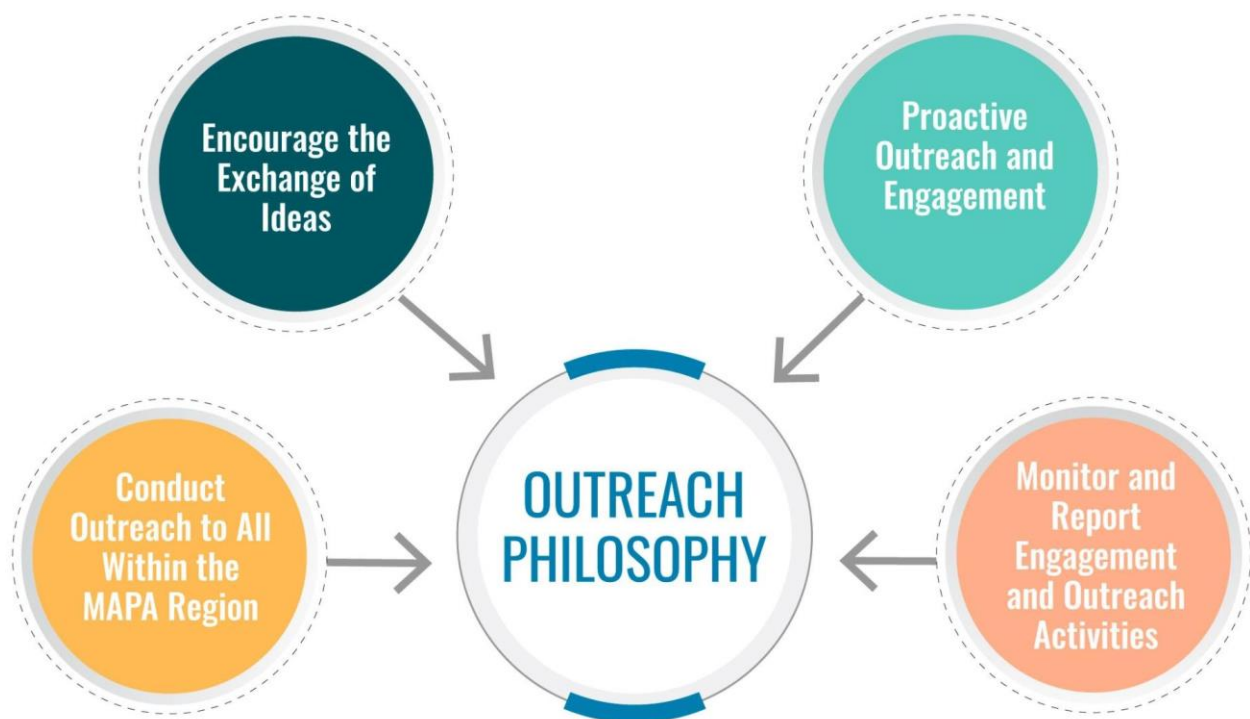 Encourage the
Exchange of
Ideas
Proactive
Outreach and
Engagement
Conduct
Outreach to All
Within the
MAPA Region
OUTREACH
PHILOSOPHY
Monitor and
Report
Engagement
and Outreach
Activities